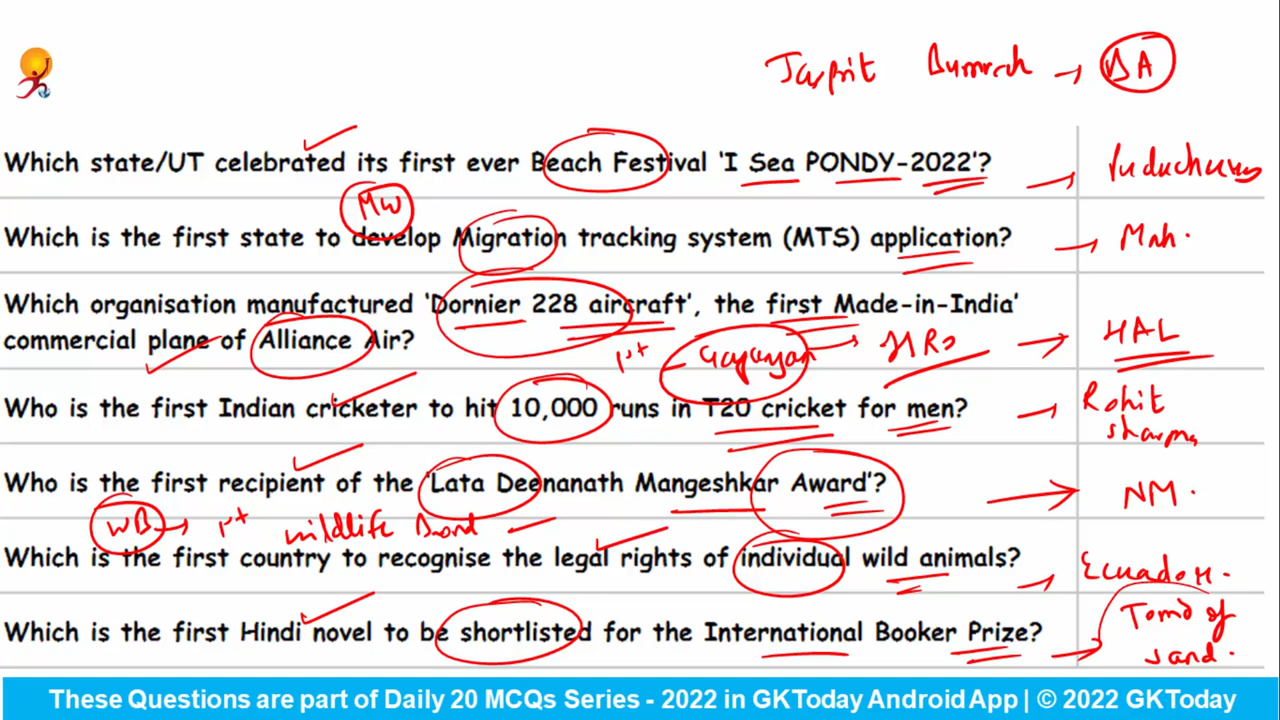 Jasprit Bumrah → BA
Which state/UT celebrated its first ever Beach Festival 'I Sea PONDY-2022'?
→ Puducherry
MW
Which is the first state to develop Migration tracking system (MTS) application?
→ Mah.
Which organisation manufactured 'Dornier 228 aircraft', the first Made-in-India'
commercial plane of Alliance Air?
→ HAL
1st Gaganyan → HRs
Who is the first Indian cricketer to hit 10,000 runs in T20 cricket for men?
→ Rohit
sharma
Who is the first recipient of the 'Lata Deenanath Mangeshkar Award'?
→ NM.
WB → 1st wildlife Board
Which is the first country to recognise the legal rights of individual wild animals?
→ Ecuador.
Which is the first Hindi novel to be shortlisted for the International Booker Prize?
→ Tomb of
sand.
These Questions are part of Daily 20 MCQs Series - 2022 in GKToday Android App | © 2022 GKToday